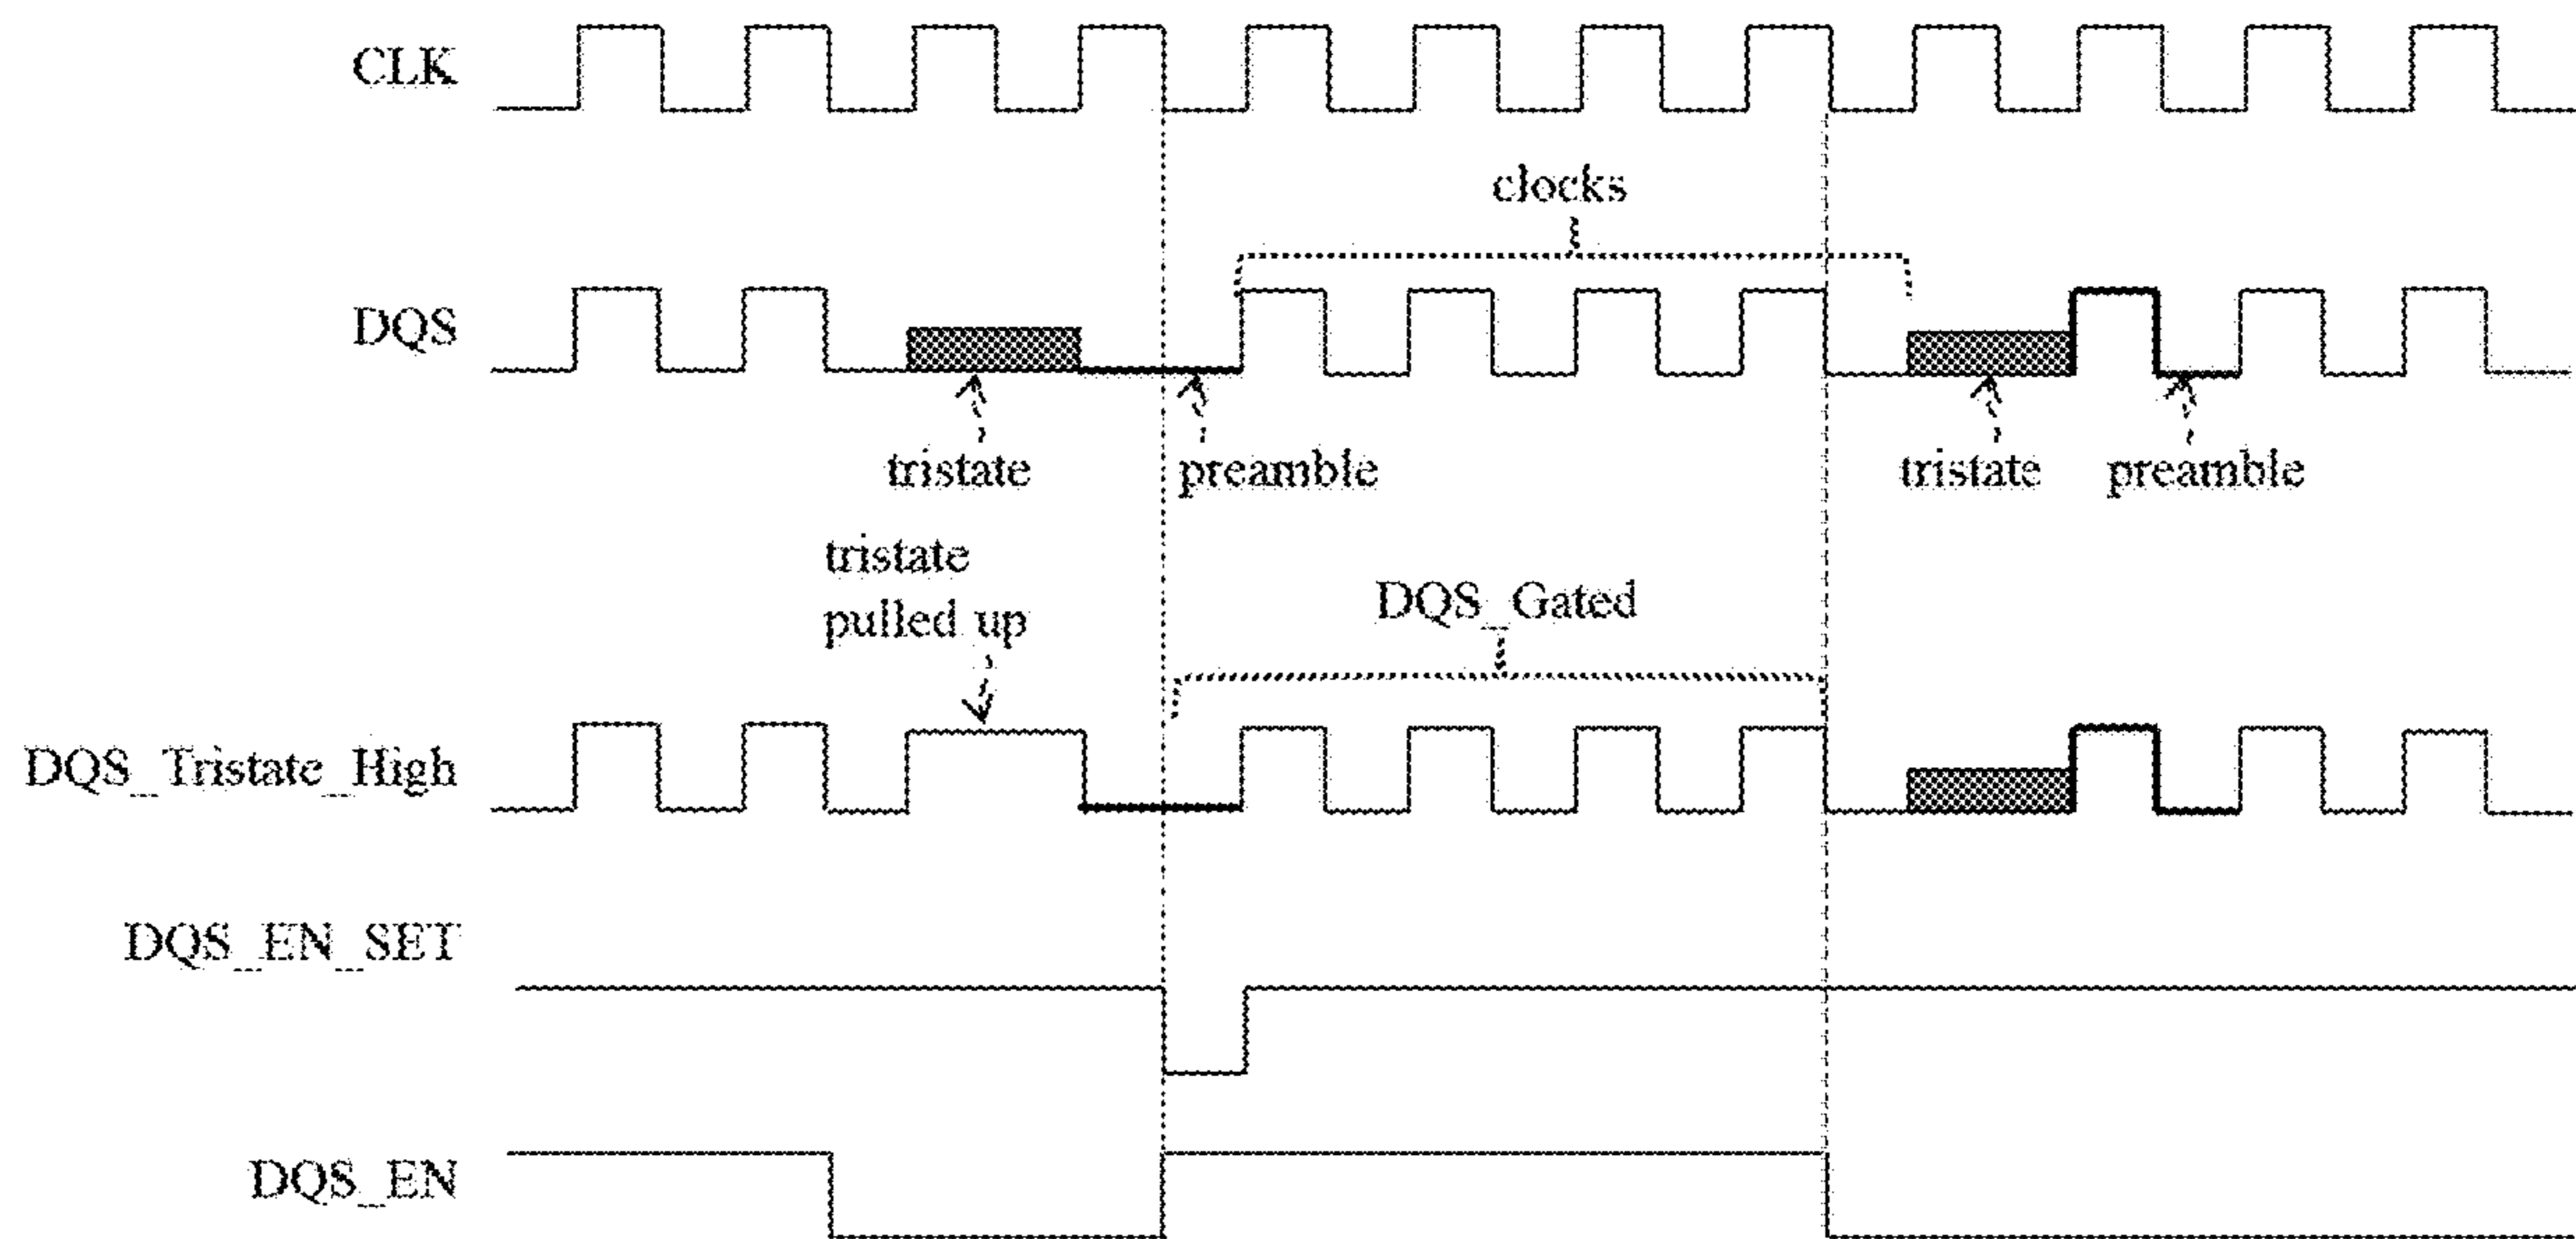 CLK
clocks
DQS
tristate
preamble
tristate
preamble
tristate
pulled up
DQS_Gated
DQS_Tristate_High
DQS_EN_SET
DQS_EN